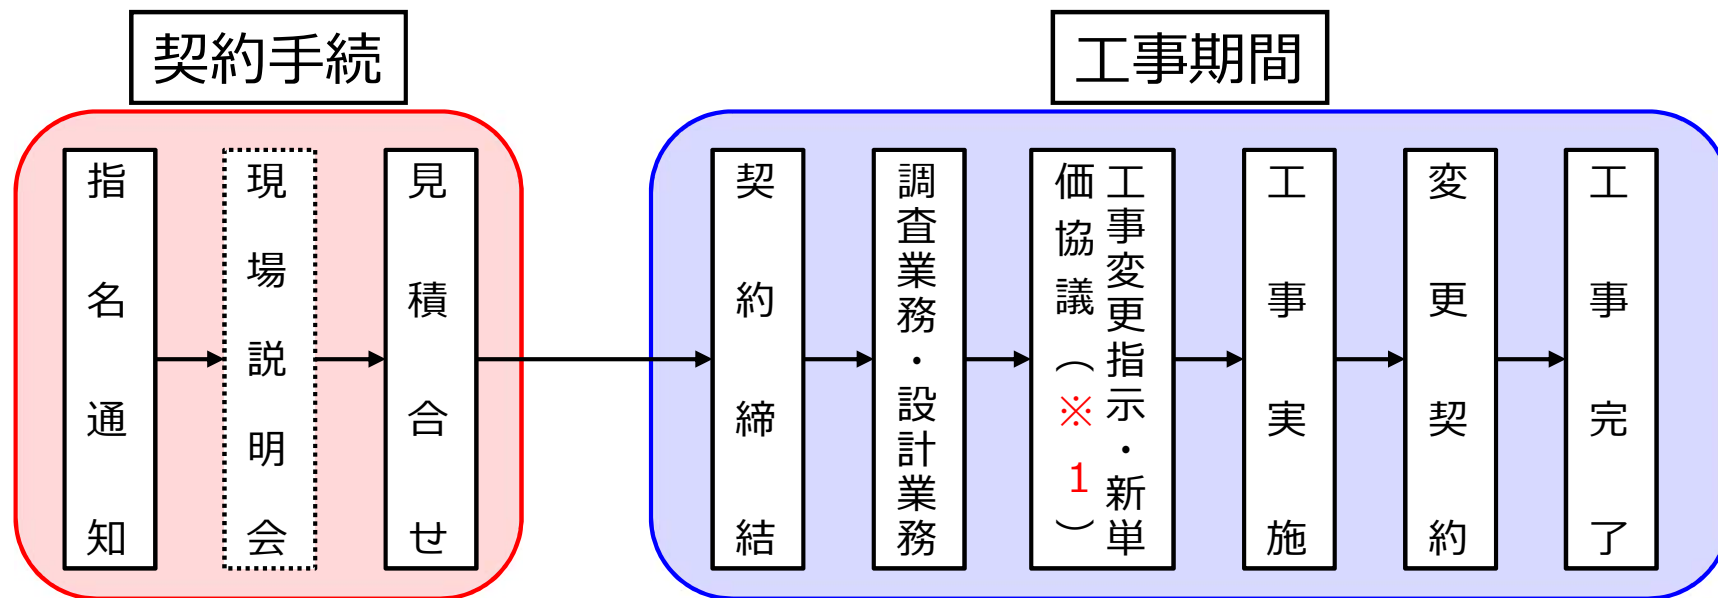 契約手続
工事期間
指名通知
現場説明会
見積合せ
契約締結
調査業務・設計業務
工事変更指示・新単
価協議（※１）
工事実施
変更契約
工事完了